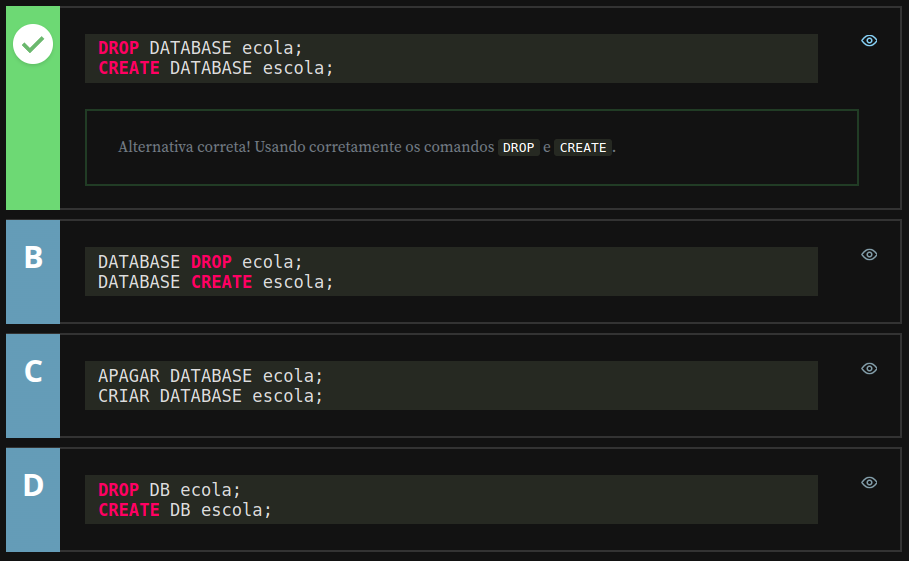 DROP DATABASE ecola;
CREATE DATABASE escola;
Alternativa correta! Usando corretamente os comandos DROP e CREATE.
B
DATABASE DROP ecola;
DATABASE CREATE escola;
C
APAGAR DATABASE ecola;
CRIAR DATABASE escola;
D
DROP DB ecola;
CREATE DB escola;